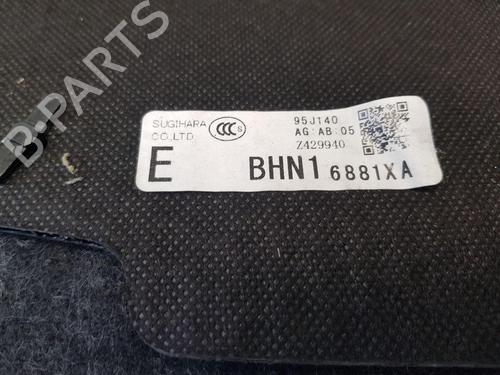 SUGIHARA
CO.,LTD.
CCC S
95J140
AG AB 05
Z429940
E
BHN1 6881XA
B-PARTS